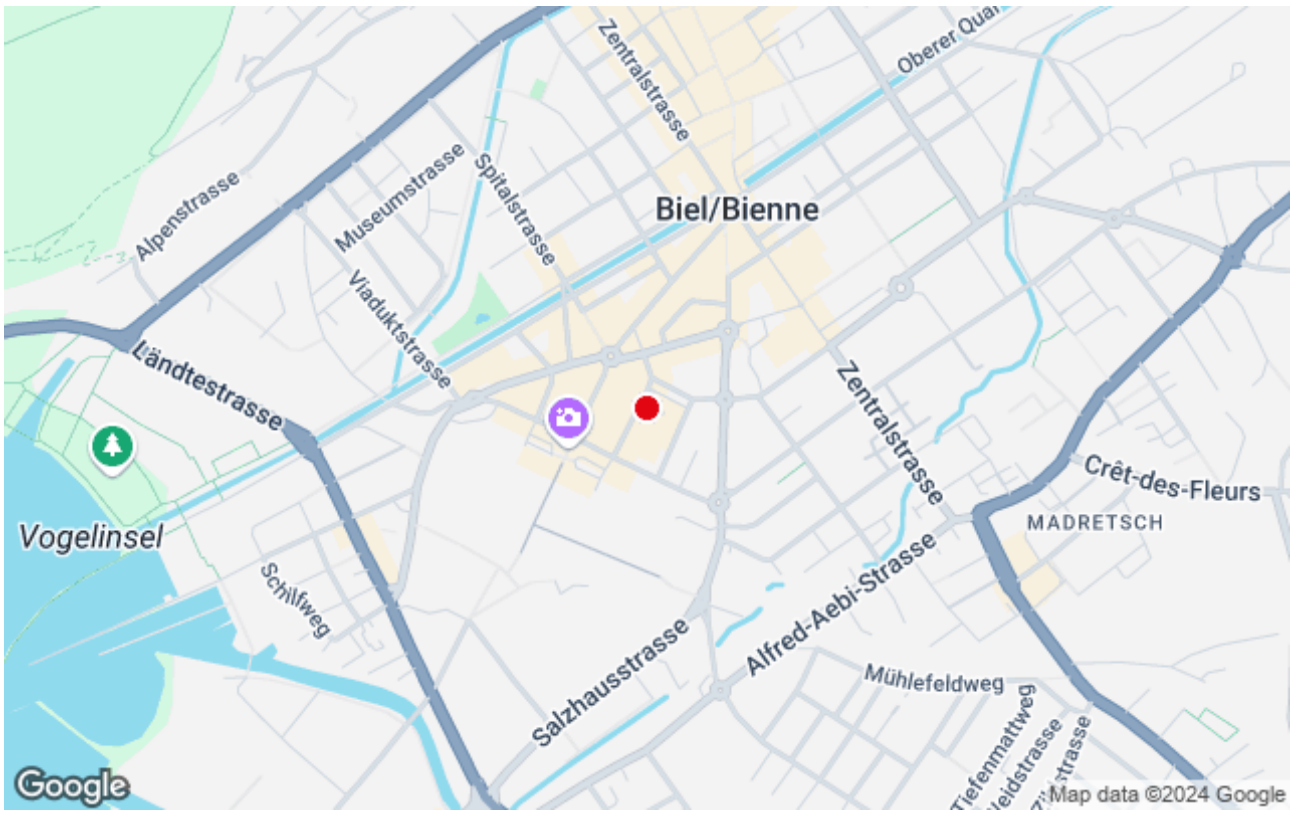 Zentralstrasse
Oberer Quai
Museumstrasse
Spitalstrasse
Alpenstrasse
Biel/Bienne
Viaduktstrasse
Ländtestrasse
Zentralstrasse
Crêt-des-Fleurs
MADRETSCH
Vogelinsel
Schilfweg
Alfred-Aebi-Strasse
Salzhausstrasse
Mühlefeldweg
Tiefenmattweg
Google
Map data ©2024 Google